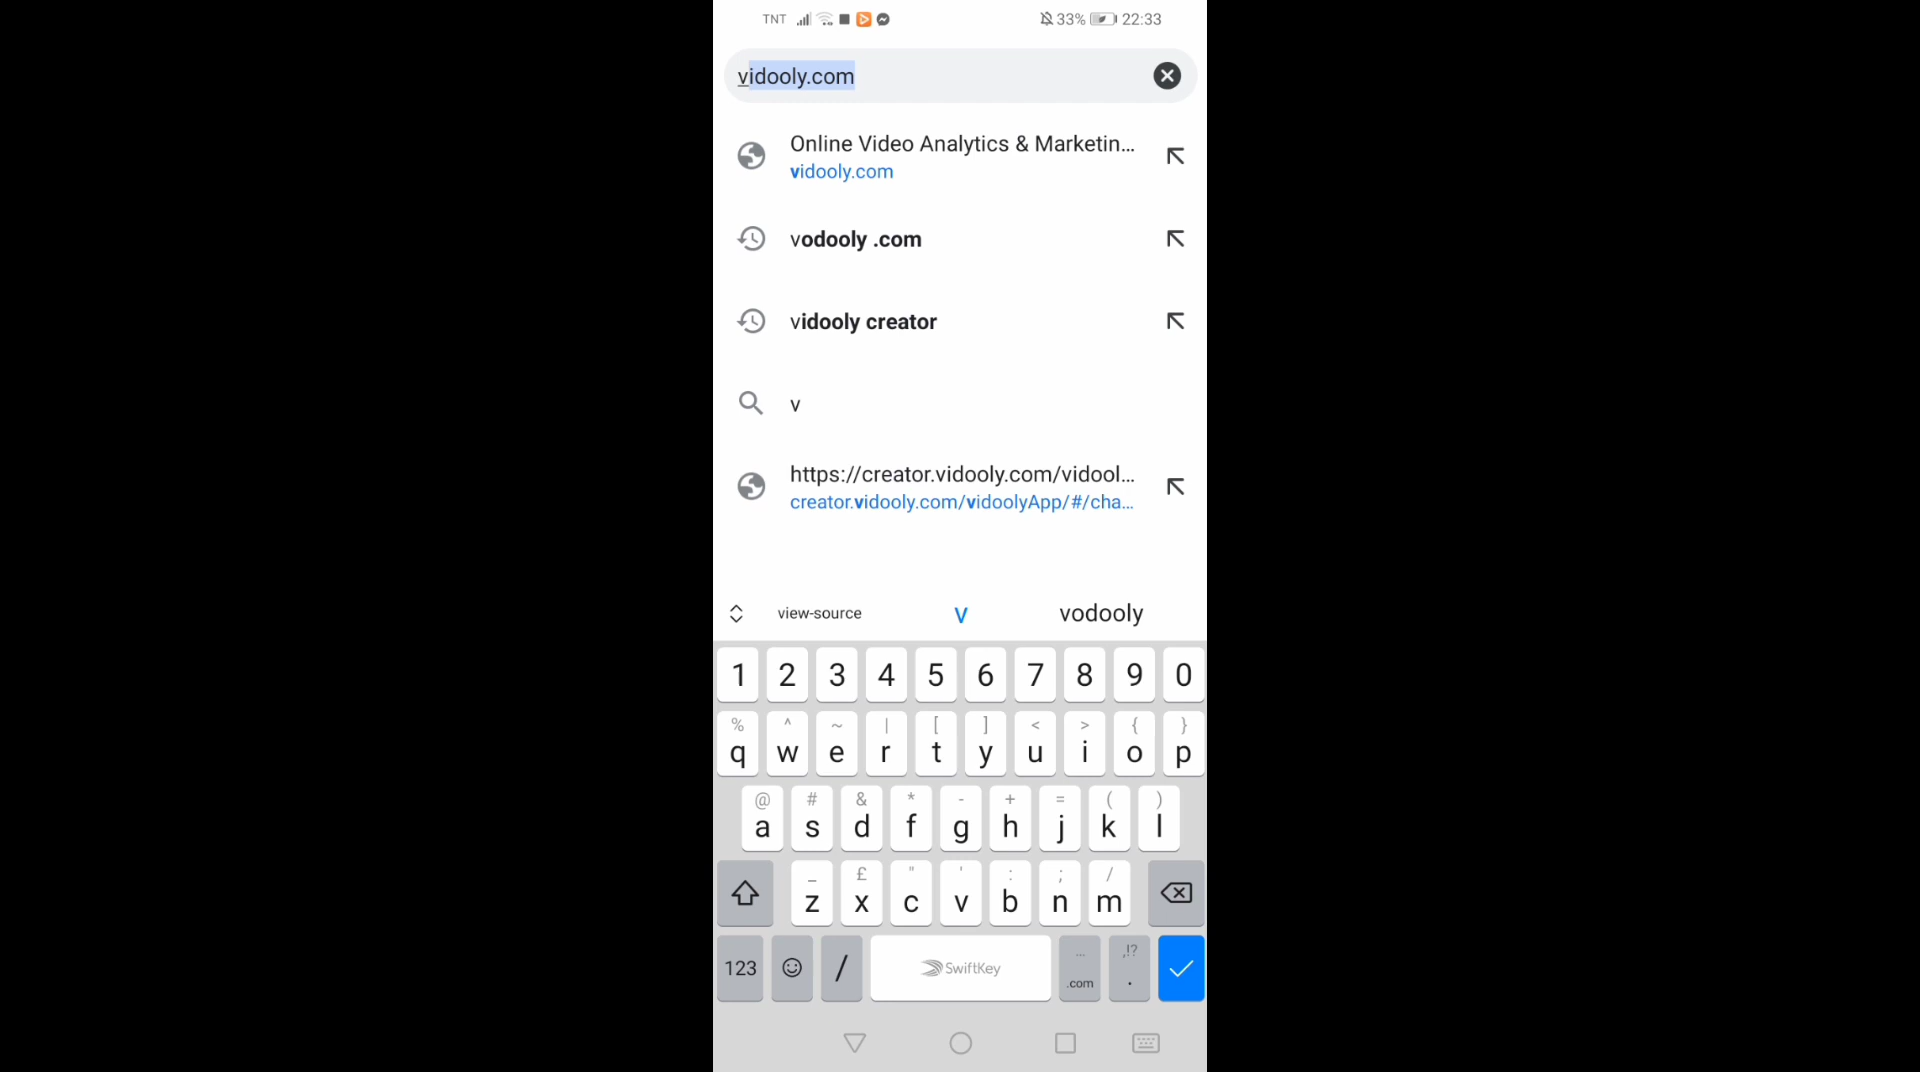 TNT 33% 22:33
vidooly.com
Online Video Analytics & Marketin...
vidooly.com
vodooly .com
vidooly creator
v
https://creator.vidooly.com/vidool...
creator.vidooly.com/vidoolyApp/#/cha...
view-source v vodooly
1 2 3 4 5 6 7 8 9 0
% ^ ~ | [ ] < > { }
q w e r t y u i o p
@ # & * - + = ( )
a s d f g h j k l
_ £ " ' : ; /
z x c v b n m
... ,!?
123 / SwiftKey .com .